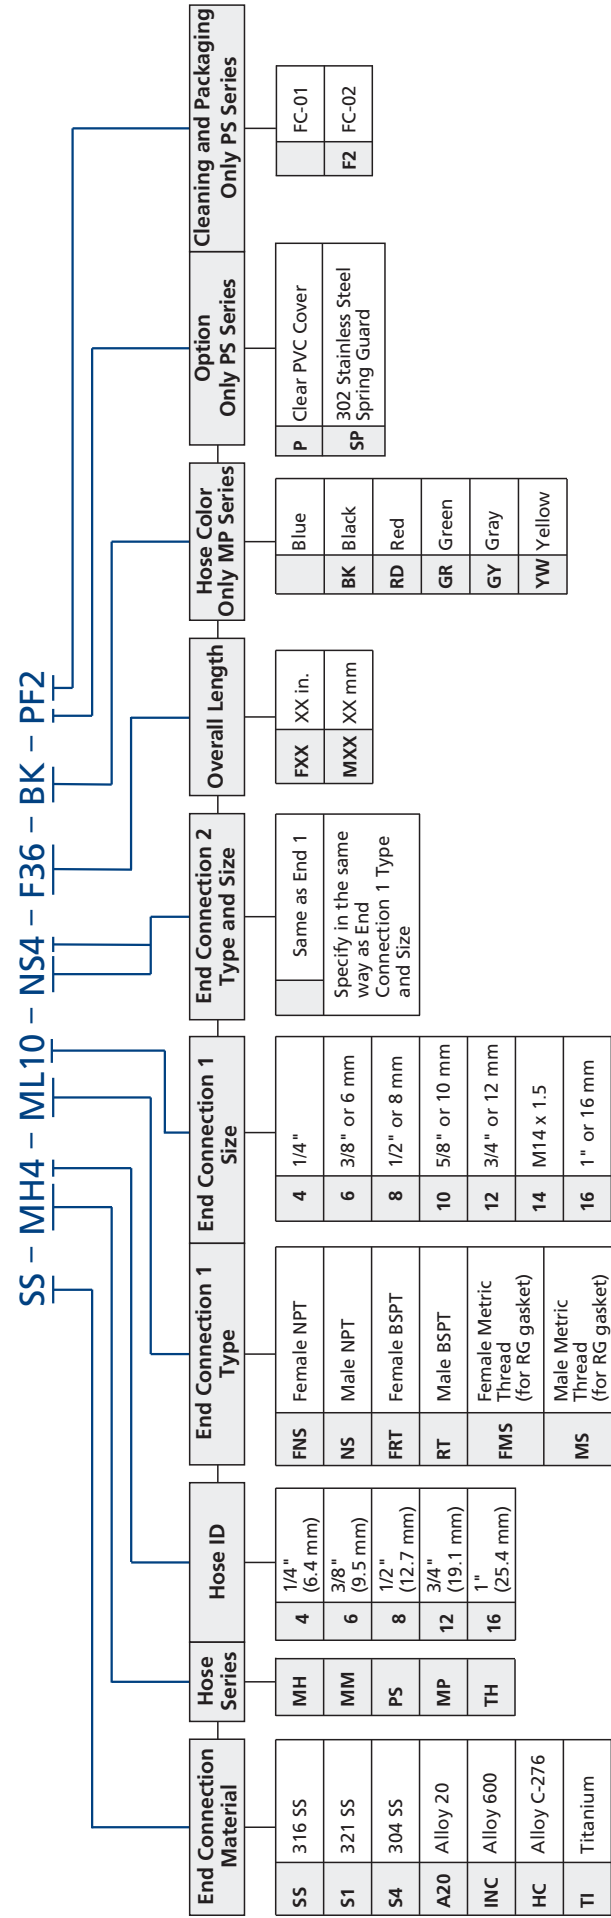 SS – MH4 – ML10 – NS4 – F36 – BK – PF2
End Connection
Material
SS 316 SS
S1 321 SS
S4 304 SS
A20 Alloy 20
INC Alloy 600
HC Alloy C-276
TI Titanium
Hose
Series
MH
MM
PS
MP
TH
Hose ID
4 1/4"
(6.4 mm)
6 3/8"
(9.5 mm)
8 1/2"
(12.7 mm)
12 3/4"
(19.1 mm)
16 1"
(25.4 mm)
End Connection 1
Type
FNS Female NPT
NS Male NPT
FRT Female BSPT
RT Male BSPT
FMS Female Metric
Thread
(for RG gasket)
MS Male Metric
Thread
(for RG gasket)
End Connection 1
Size
4 1/4"
6 3/8" or 6 mm
8 1/2" or 8 mm
10 5/8" or 10 mm
12 3/4" or 12 mm
14 M14 x 1.5
16 1" or 16 mm
End Connection 2
Type and Size
Same as End 1
Specify in the same
way as End
Connection 1 Type
and Size
Overall Length
FXX XX in.
MXX XX mm
Hose Color
Only MP Series
Blue
BK Black
RD Red
GR Green
GY Gray
YW Yellow
Option
Only PS Series
P Clear PVC Cover
SP 302 Stainless Steel
Spring Guard
Cleaning and Packaging
Only PS Series
FC-01
F2 FC-02